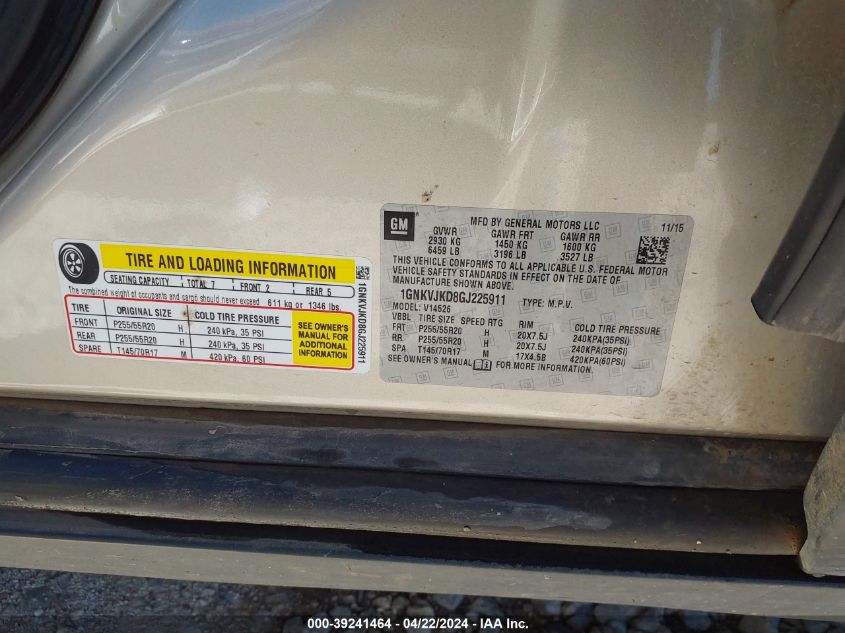 TIRE AND LOADING INFORMATION
SEATING CAPACITY TOTAL 7 FRONT 2 REAR 5
The combined weight of occupants and cargo should never exceed 611 kg or 1346 lbs
TIRE ORIGINAL SIZE COLD TIRE PRESSURE
FRONT P255/55R20 H 240 kPa, 35 PSI
REAR P255/55R20 H 240 kPa, 35 PSI
SPARE T145/70R17 M 420 kPa, 60 PSI
SEE OWNER'S
MANUAL FOR
ADDITIONAL
INFORMATION
1GNKVJKD8GJ225911
GM
MFD BY GENERAL MOTORS LLC 11/15
GVWR GAWR FRT GAWR RR
2930 KG 1450 KG 1600 KG
6459 LB 3196 LB 3527 LB
THIS VEHICLE CONFORMS TO ALL APPLICABLE U.S. FEDERAL MOTOR
VEHICLE SAFETY STANDARDS IN EFFECT ON THE DATE OF
MANUFACTURE SHOWN ABOVE.
1GNKVJKD8GJ225911 TYPE: M.P.V.
MODEL: V14526
VBBL TIRE SIZE SPEED RTG RIM COLD TIRE PRESSURE
FRT P255/55R20 H 20X7.5J 240KPA(35PSI)
RR. P255/55R20 H 20X7.5J 240KPA(35PSI)
SPA T145/70R17 M 17X4.5B 420KPA(60PSI)
SEE OWNER'S MANUAL FOR MORE INFORMATION.
000-39241464 - 04/22/2024 - IAA Inc.